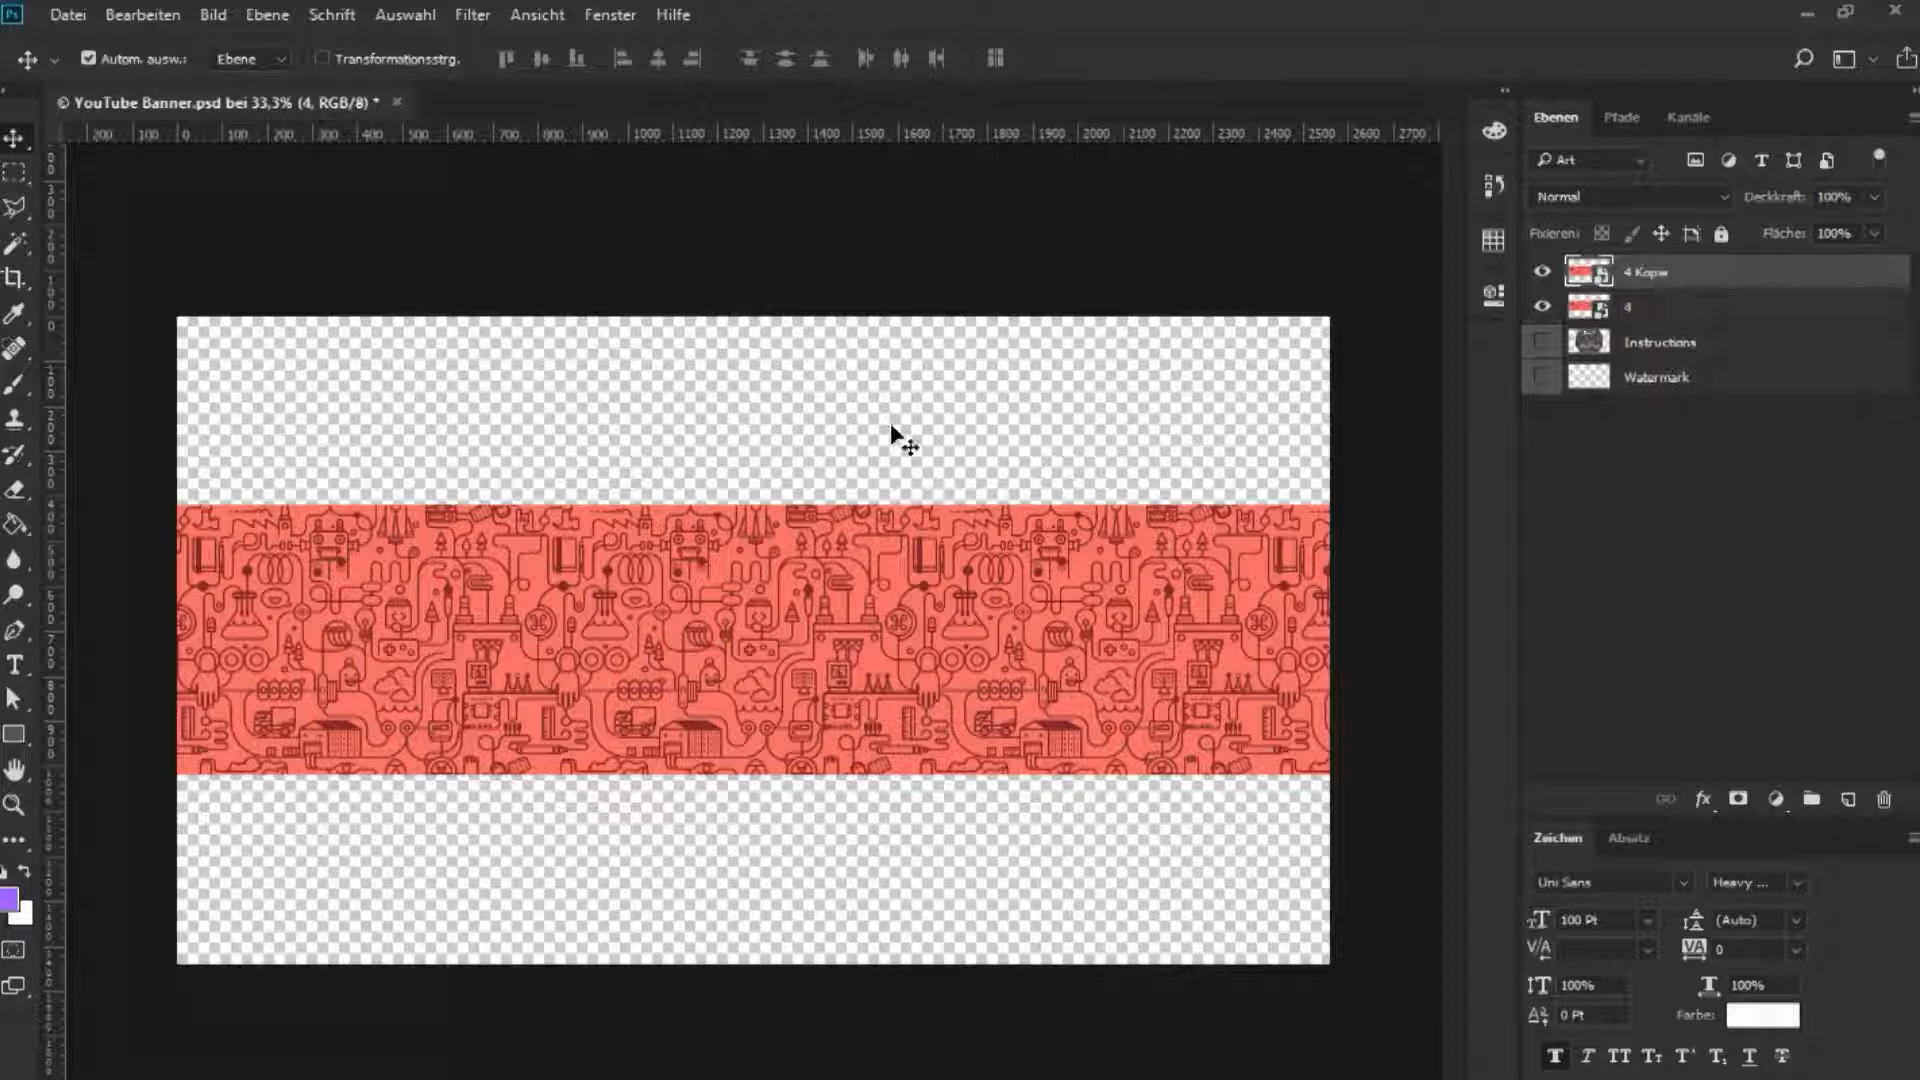 Ps Datei Bearbeiten Bild Ebene Ebene Schrift Auswahl Filter Ansicht Fenster Hilfe
Autom. ausw.: Ebene Transformationsstrg.
© YouTube Banner.psd bei 33,3% (4, RGB/8) *
200 100 0 100 200 300 400 500 600 700 800 900 1000 1100 1200 1300 1400 1500 1600 1700 1800 1900 2000 2100 2200 2300 2400 2500 2600 2700
Ebenen Pfade Kanäle
Art
Normal Deckkraft: 100%
Fixieren: Fläche: 100%
4 Kopie
4
Instructions
Watermark
fx
Zeichen Absatz
Uni Sans Heavy ...
100 Pt (Auto)
V/A VA 0
100% 100%
0 Pt Farbe: